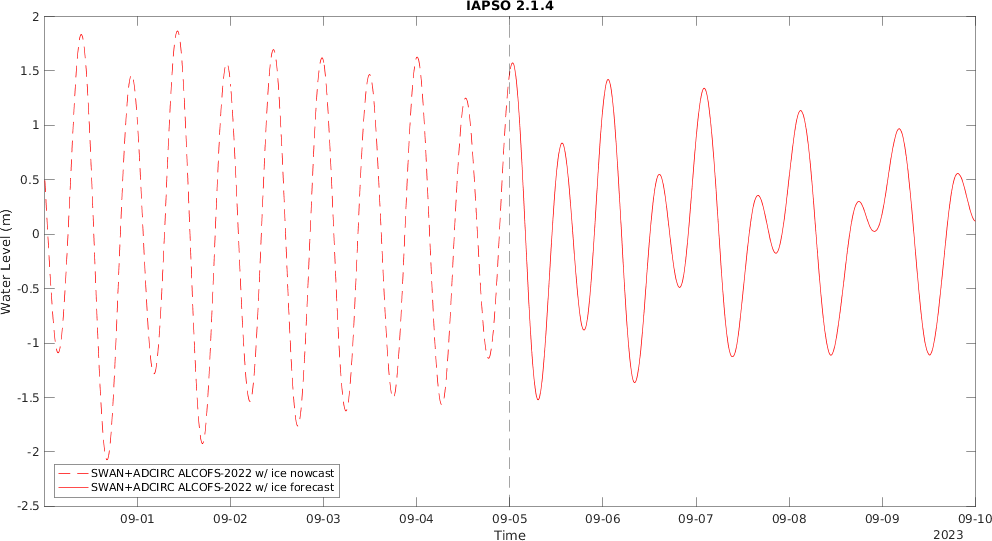 IAPSO 2.1.4
2
1.5
1
0.5
0
-0.5
-1
-1.5
-2
-2.5
Water Level (m)
SWAN+ADCIRC ALCOFS-2022 w/ ice nowcast
SWAN+ADCIRC ALCOFS-2022 w/ ice forecast
09-01 09-02 09-03 09-04 09-05 09-06 09-07 09-08 09-09 09-10
Time
2023